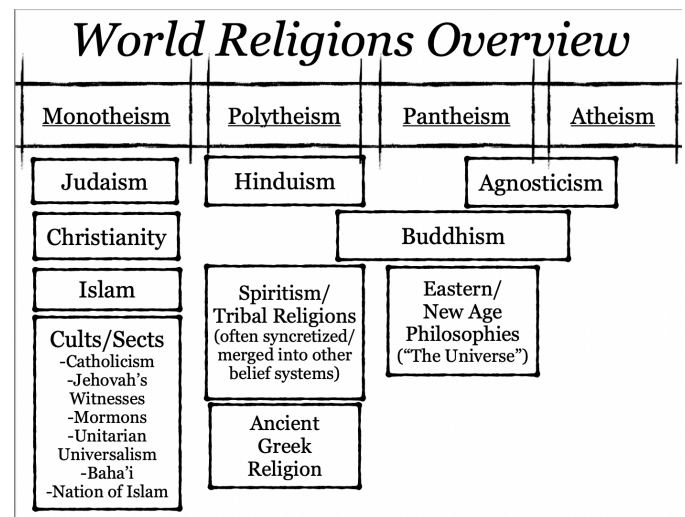 World Religions Overview
Monotheism
Polytheism
Pantheism
Atheism
Judaism
Hinduism
Agnosticism
Christianity
Buddhism
Islam
Spiritism/
Tribal Religions
(often syncretized/
merged into other
belief systems)
Eastern/
New Age
Philosophies
(“The Universe”)
Cults/Sects
-Catholicism
-Jehovah’s
Witnesses
-Mormons
-Unitarian
Universalism
-Baha’i
-Nation of Islam
Ancient
Greek
Religion